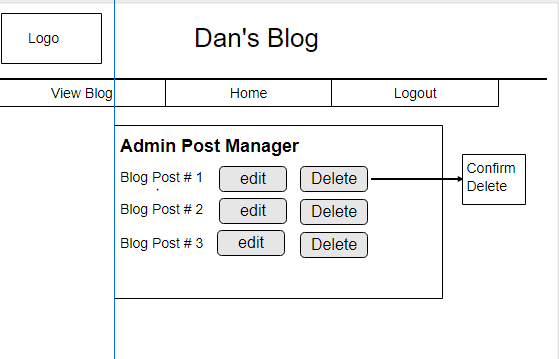 Logo
Dan's Blog
View Blog Home Logout
Admin Post Manager
Blog Post # 1 edit Delete
Confirm
Delete
Blog Post # 2 edit Delete
Blog Post # 3 edit Delete